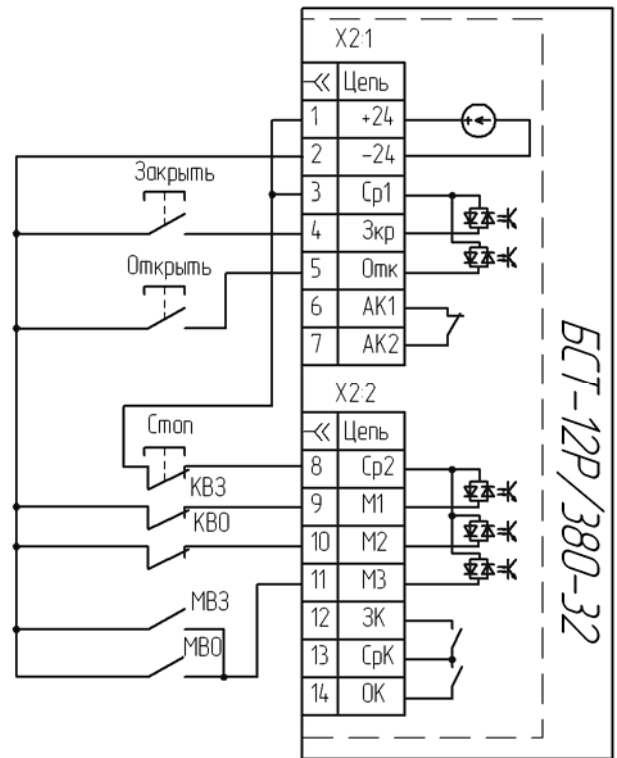 X2:1
Цепь
1 +24
2 -24
3 Ср1
4 Зкр
5 Отк
6 АК1
7 АК2
Закрыть
Открыть
X2:2
Цепь
8 Ср2
9 М1
10 М2
11 М3
12 ЗК
13 СрК
14 ОК
Стоп
КВЗ
КВО
МВЗ
МВО
БСТ-12Р/380-32